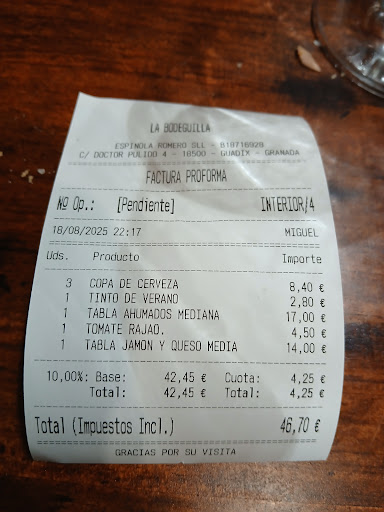 LA BODEGUILLA
ESPINOLA ROMERO SLL - B18718929
C/ DOCTOR PULIDO 4 - 18500 - GUADIX - GRANADA
FACTURA PROFORMA
Nº Op.: [Pendiente] INTERIOR/4
18/08/2025 22:17 MIGUEL
Uds. Producto Importe
3 COPA DE CERVEZA 8,40 €
1 TINTO DE VERANO 2,80 €
1 TABLA AHUMADOS MEDIANA 17,00 €
1 TOMATE RAJAO. 4,50 €
1 TABLA JAMON Y QUESO MEDIA 14,00 €
10,00%: Base: 42,45 € Cuota: 4,25 €
Total: 42,45 € Total: 4,25 €
Total (Impuestos Incl.) 46,70 €
GRACIAS POR SU VISITA